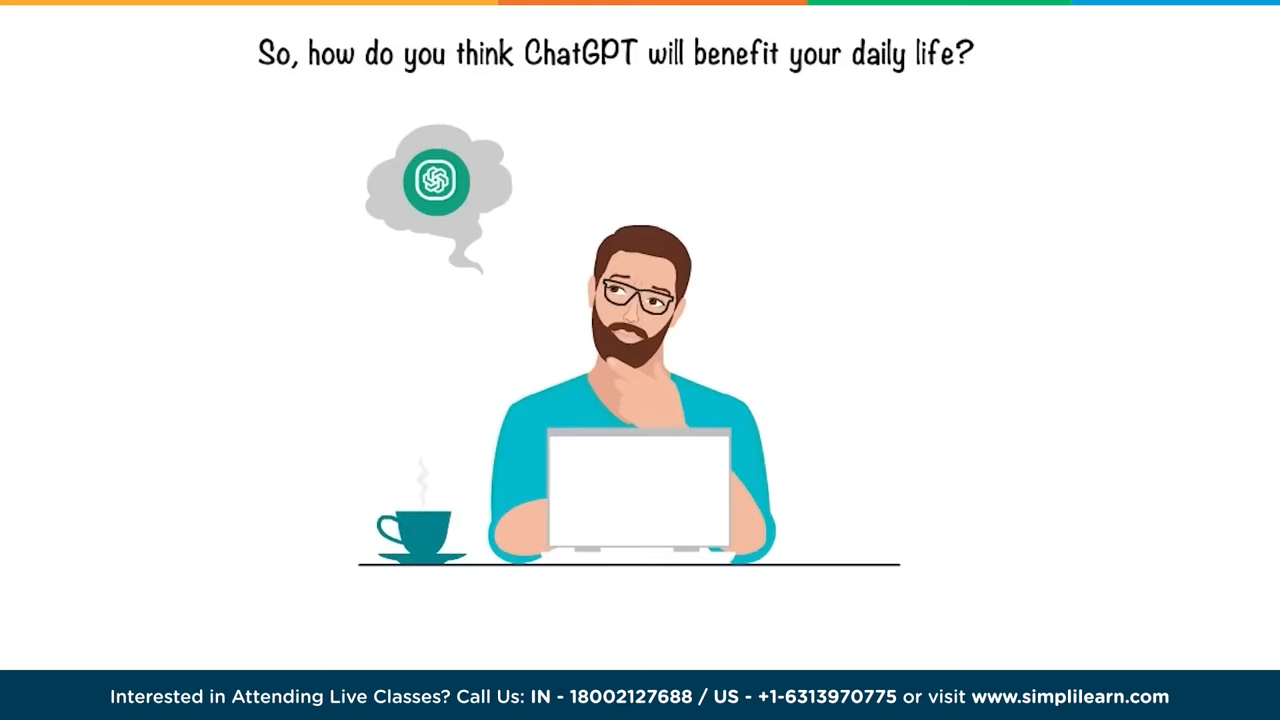 So, how do you think ChatGPT will benefit your daily life?
Interested in Attending Live Classes? Call Us: IN - 18002127688 / US - +1-6313970775 or visit www.simplilearn.com